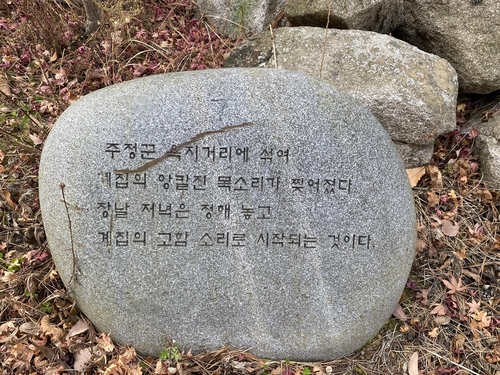 주정꾼 욕지거리에 섞여
계집의 앙칼진 목소리가 찢어졌다
장날 저녁은 정해 놓고
계집의 고함 소리로 시작되는 것이다.